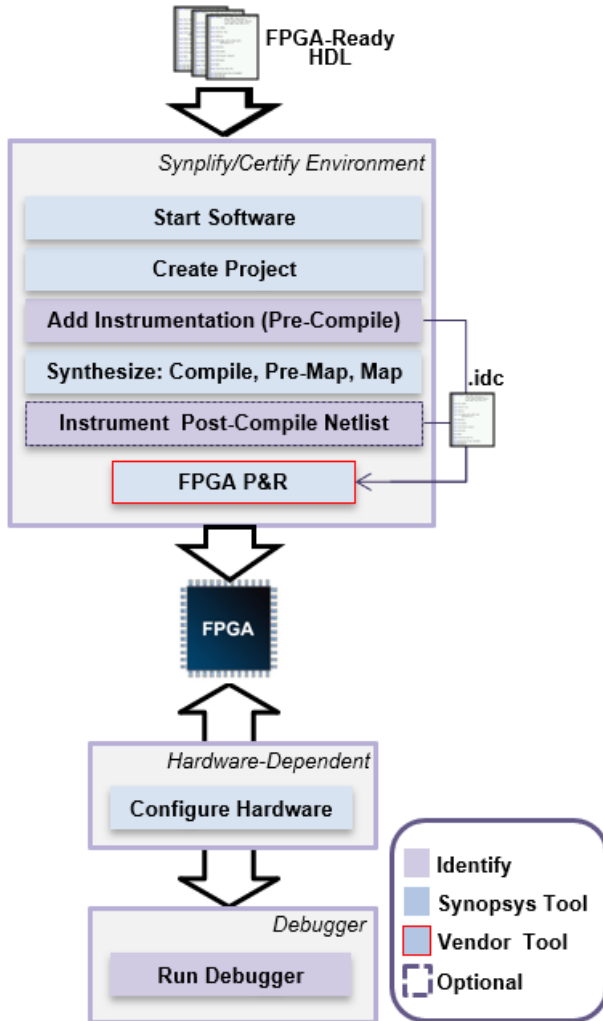 FPGA-Ready
HDL
Synplify/Certify Environment
Start Software
Create Project
Add Instrumentation (Pre-Compile)
Synthesize: Compile, Pre-Map, Map
.idc
Instrument Post-Compile Netlist
FPGA P&R
FPGA
Hardware-Dependent
Configure Hardware
Debugger
Run Debugger
Identify
Synopsys Tool
Vendor Tool
Optional